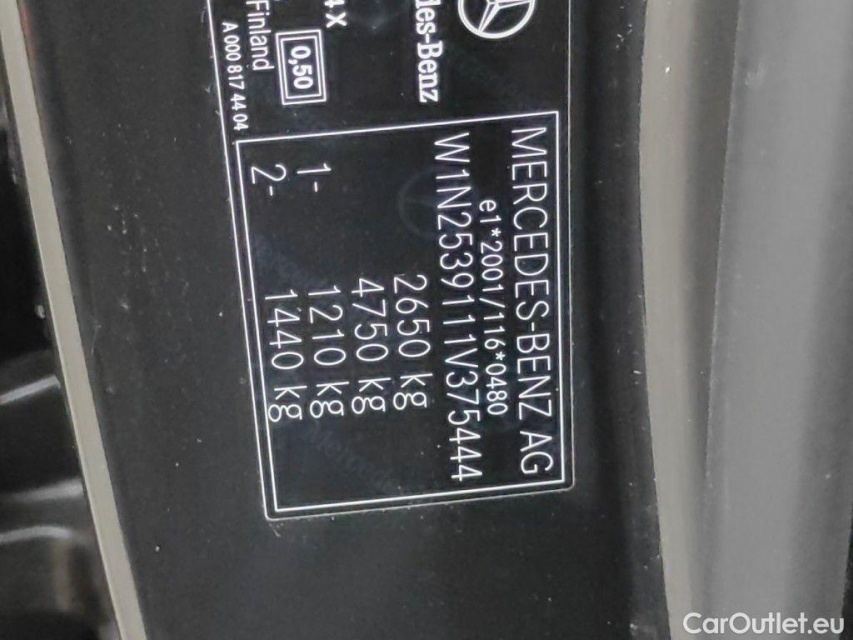 des-Benz
4X
0,50
Finland
A 000 817 44 04
MERCEDES-BENZ AG
e1*2001/116*0480
W1N2539111V375444
2650 kg
4750 kg
1- 1210 kg
2- 1440 kg
CarOutlet.eu